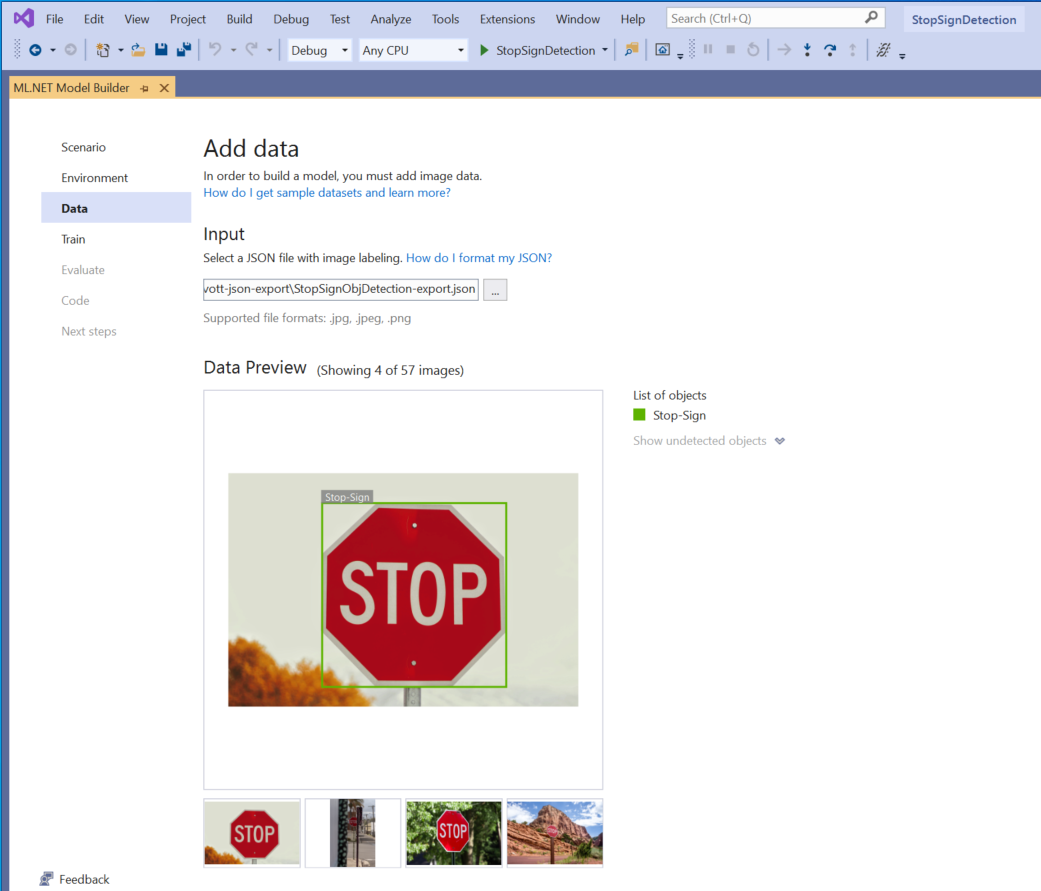 File Edit View Project Build Debug Test Analyze Tools Extensions Window Help Search (Ctrl+Q) StopSignDetection
Debug Any CPU StopSignDetection
ML.NET Model Builder
Scenario
Environment
Data
Train
Evaluate
Code
Next steps
Add data
In order to build a model, you must add image data.
How do I get sample datasets and learn more?
Input
Select a JSON file with image labeling. How do I format my JSON?
vott-json-export\StopSignObjDetection-export.json ...
Supported file formats: .jpg, .jpeg, .png
Data Preview (Showing 4 of 57 images)
List of objects
Stop-Sign
Show undetected objects
Stop-Sign
STOP
STOP
STOP
Feedback